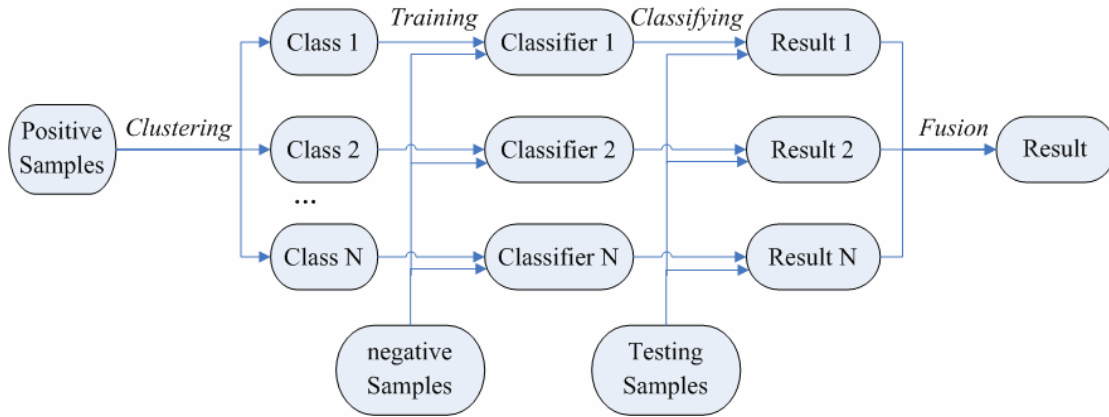 Training
Classifying
Class 1
Classifier 1
Result 1
Positive
Samples
Clustering
Class 2
Classifier 2
Result 2
Fusion
Result
...
Class N
Classifier N
Result N
negative
Samples
Testing
Samples